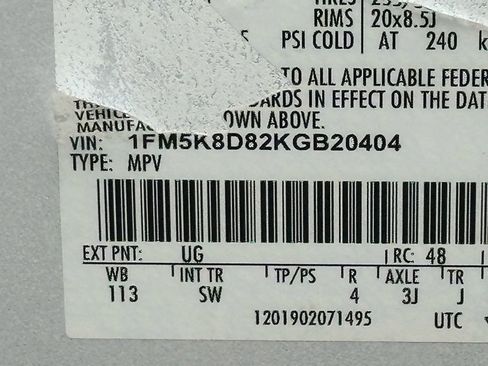 RIMS 20x8.5J
PSI COLD AT 240
TO ALL APPLICABLE FEDER
ARDS IN EFFECT ON THE DAT
VEHICLE
MANUFAC OWN ABOVE.
VIN: 1FM5K8D82KGB20404
TYPE: MPV
EXT PNT: UG RC: 48
WB INT TR TP/PS R AXLE TR
113 SW 4 3J J
1201902071495 UTC